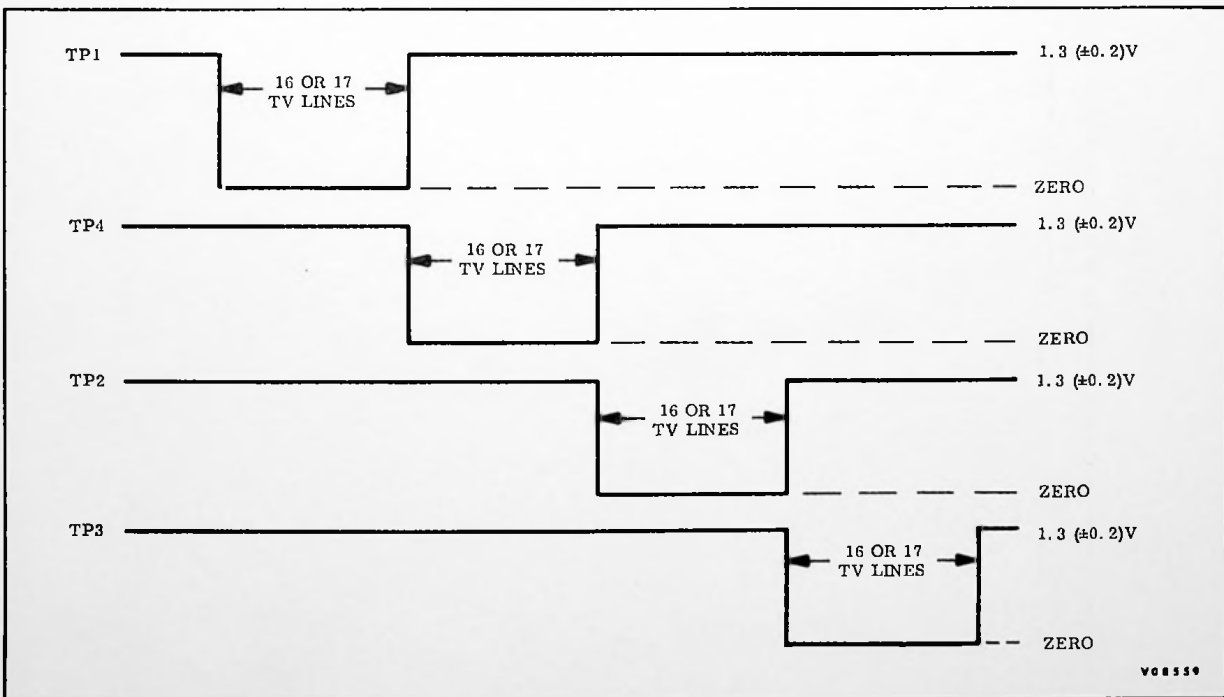 TP1
16 OR 17
TV LINES
1.3 (±0.2)V
ZERO
TP4
16 OR 17
TV LINES
1.3 (±0.2)V
ZERO
TP2
16 OR 17
TV LINES
1.3 (±0.2)V
ZERO
TP3
16 OR 17
TV LINES
1.3 (±0.2)V
ZERO
VG8559